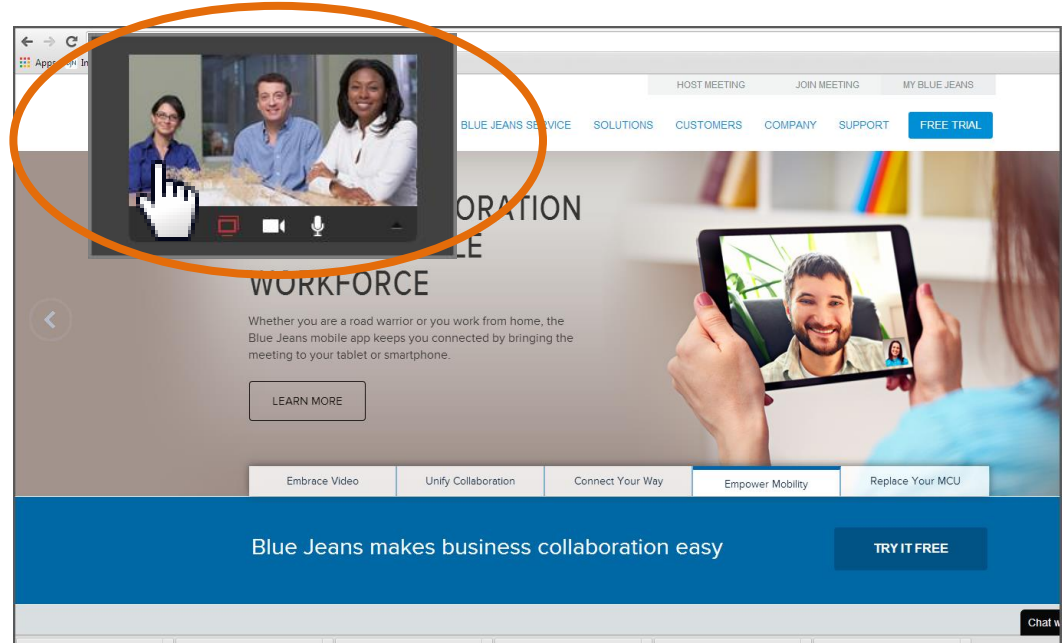 Apps
HOST MEETING JOIN MEETING MY BLUE JEANS
BLUE JEANS SERVICE SOLUTIONS CUSTOMERS COMPANY SUPPORT FREE TRIAL
ORATION
LE
WORKFORCE
Whether you are a road warrior or you work from home, the
Blue Jeans mobile app keeps you connected by bringing the
meeting to your tablet or smartphone.
LEARN MORE
Embrace Video Unify Collaboration Connect Your Way Empower Mobility Replace Your MCU
Blue Jeans makes business collaboration easy TRY IT FREE
Chat w